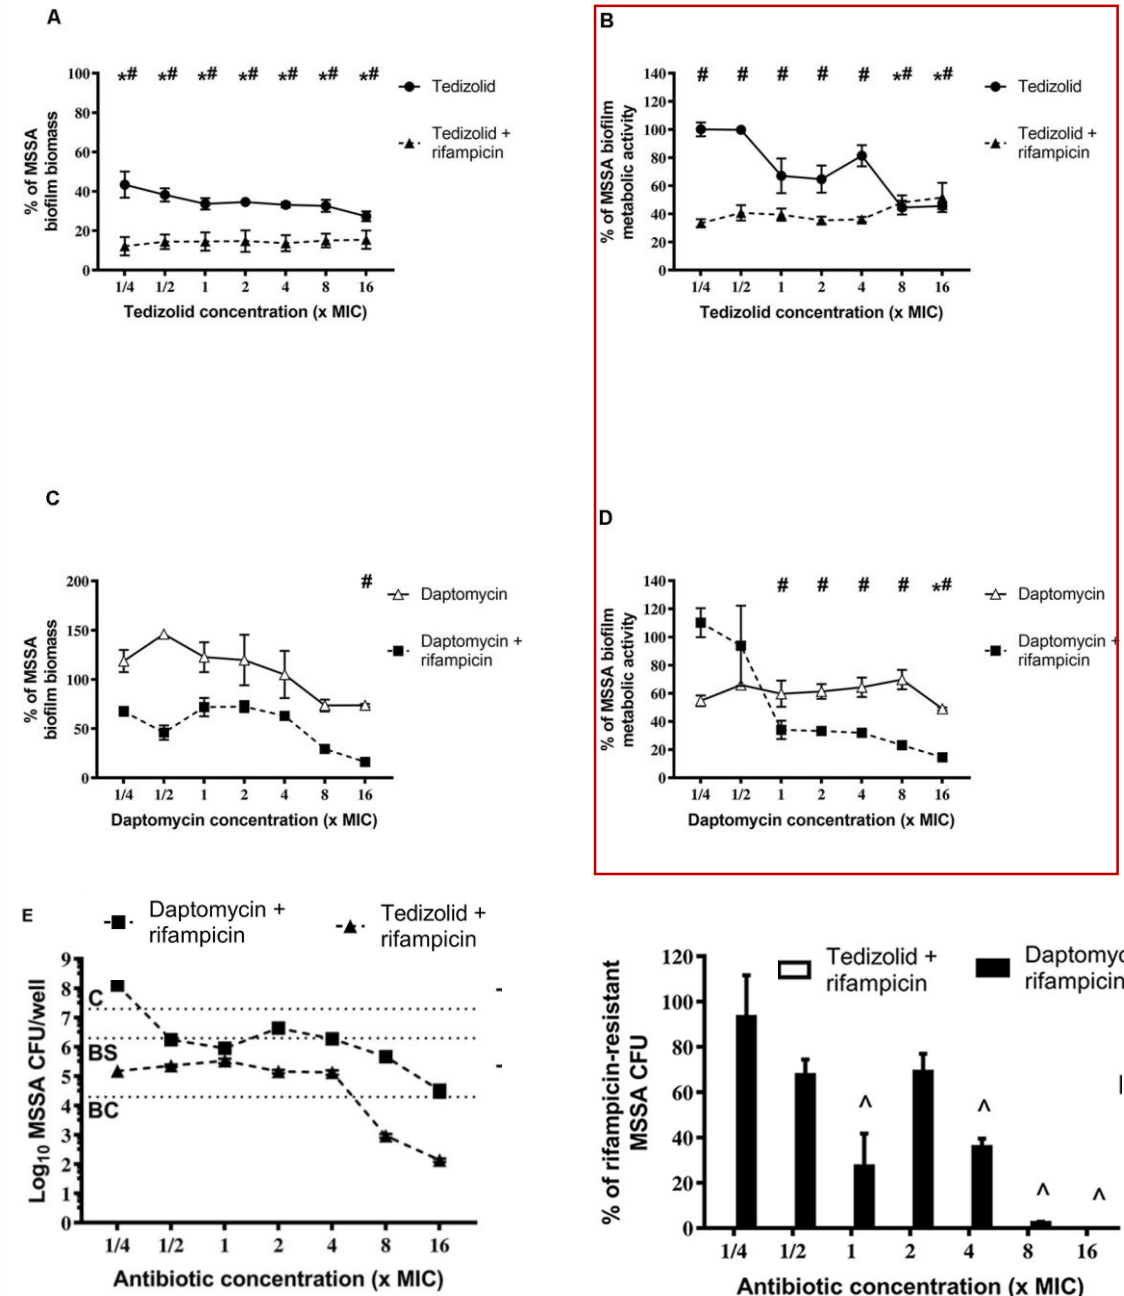 A
% of MSSA
biofilm biomass
100
80
60
40
20
0
*# *# *# *# *# *# *#
Tedizolid
Tedizolid +
rifampicin
1/4 1/2 1 2 4 8 16
Tedizolid concentration (x MIC)
B
% of MSSA biofilm
metabolic activity
140
120
100
80
60
40
20
0
# # # # # *# *#
Tedizolid
Tedizolid +
rifampicin
1/4 1/2 1 2 4 8 16
Tedizolid concentration (x MIC)
C
% of MSSA
biofilm biomass
200
150
100
50
0
#
Daptomycin
Daptomycin +
rifampicin
1/4 1/2 1 2 4 8 16
Daptomycin concentration (x MIC)
D
% of MSSA biofilm
metabolic activity
140
120
100
80
60
40
20
0
# # # # *#
Daptomycin
Daptomycin +
rifampicin
1/4 1/2 1 2 4 8 16
Daptomycin concentration (x MIC)
E
Daptomycin +
rifampicin
Tedizolid +
rifampicin
Log10 MSSA CFU/well
9
8
7
6
5
4
3
2
1
0
C
BS
BC
1/4 1/2 1 2 4 8 16
Antibiotic concentration (x MIC)
% of rifampicin-resistant
MSSA CFU
120
100
80
60
40
20
0
Tedizolid +
rifampicin
Daptomyc
rifampicin
^ ^ ^ ^
1/4 1/2 1 2 4 8 16
Antibiotic concentration (x MIC)